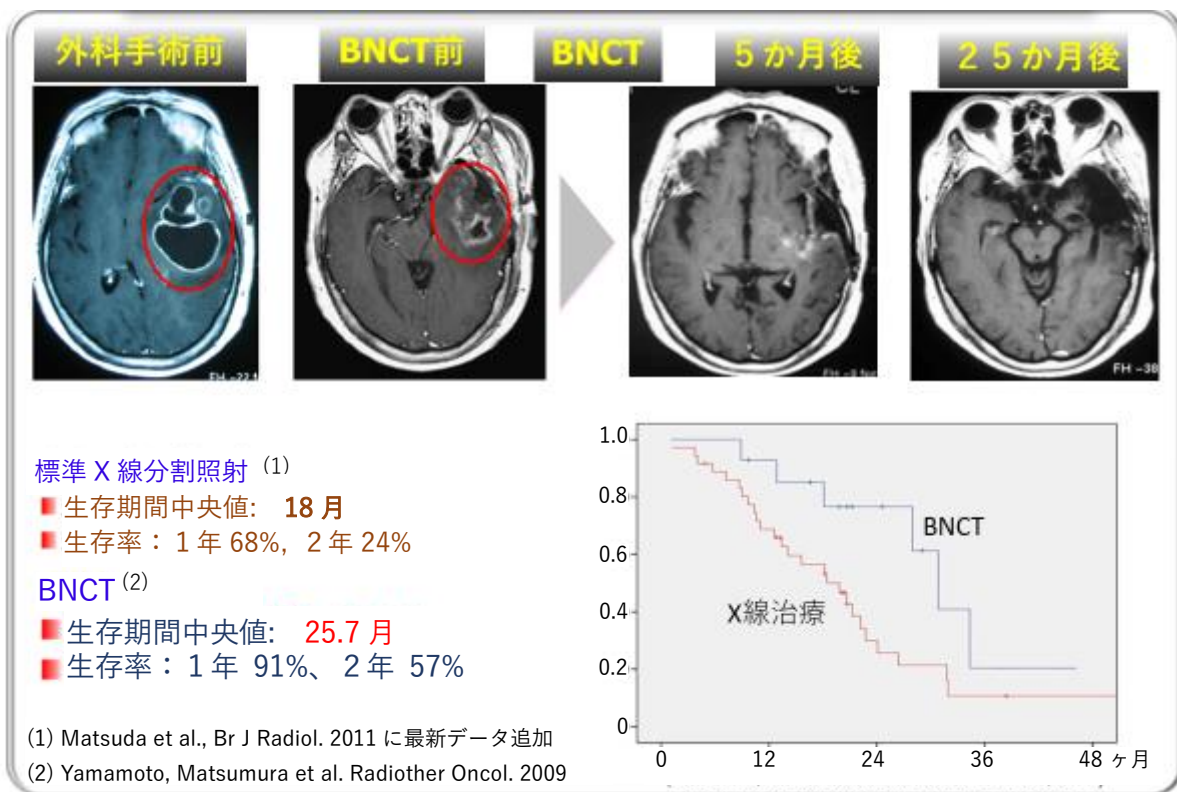 外科手術前
BNCT前
BNCT
5か月後
25か月後
FH -22 f
FH -38
標準X線分割照射 (1)
生存期間中央値: 18月
生存率：1年68%, 2年24%
BNCT (2)
生存期間中央値: 25.7月
生存率：1年 91%、2年 57%
(1) Matsuda et al., Br J Radiol. 2011 に最新データ追加
(2) Yamamoto, Matsumura et al. Radiother Oncol. 2009
1.0
0.8
0.6
0.4
0.2
0
BNCT
X線治療
0 12 24 36 48 ヶ月